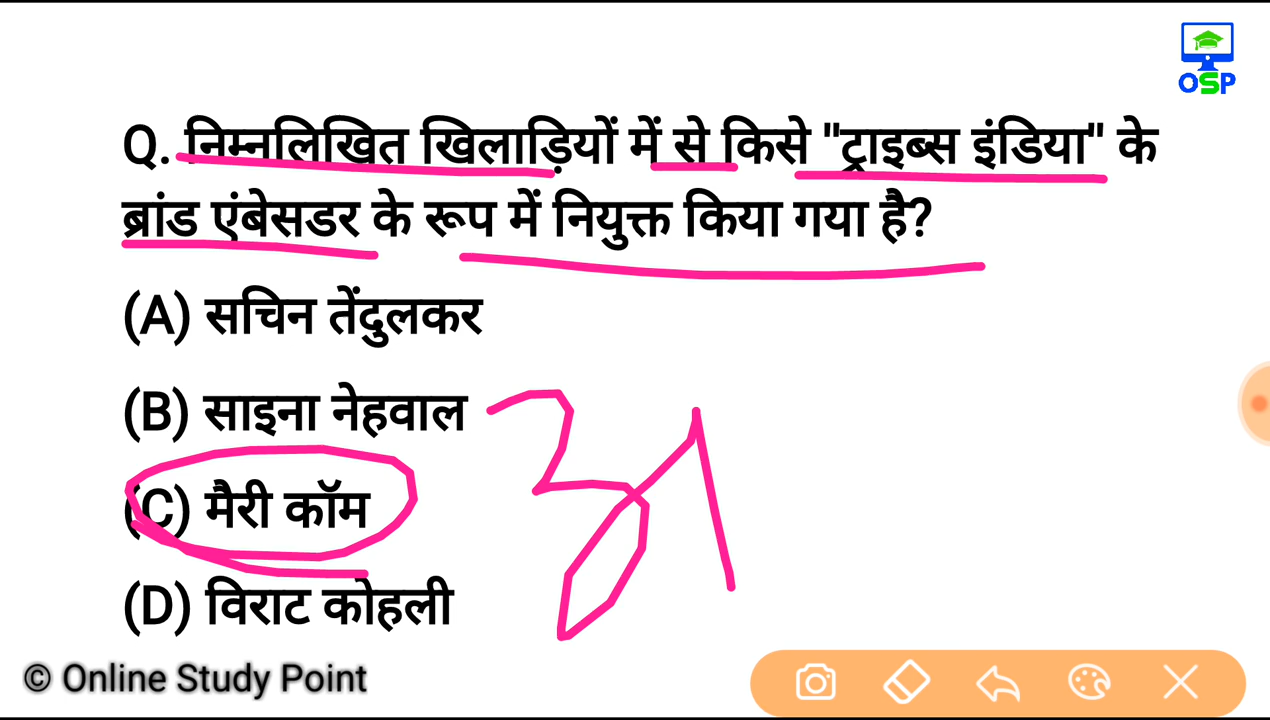 OSP
Q. निम्नलिखित खिलाड़ियों में से किसे "ट्राइब्स इंडिया" के
ब्रांड एंबेसडर के रूप में नियुक्त किया गया है?
(A) सचिन तेंदुलकर
(B) साइना नेहवाल
(C) मैरी कॉम
(D) विराट कोहली
© Online Study Point